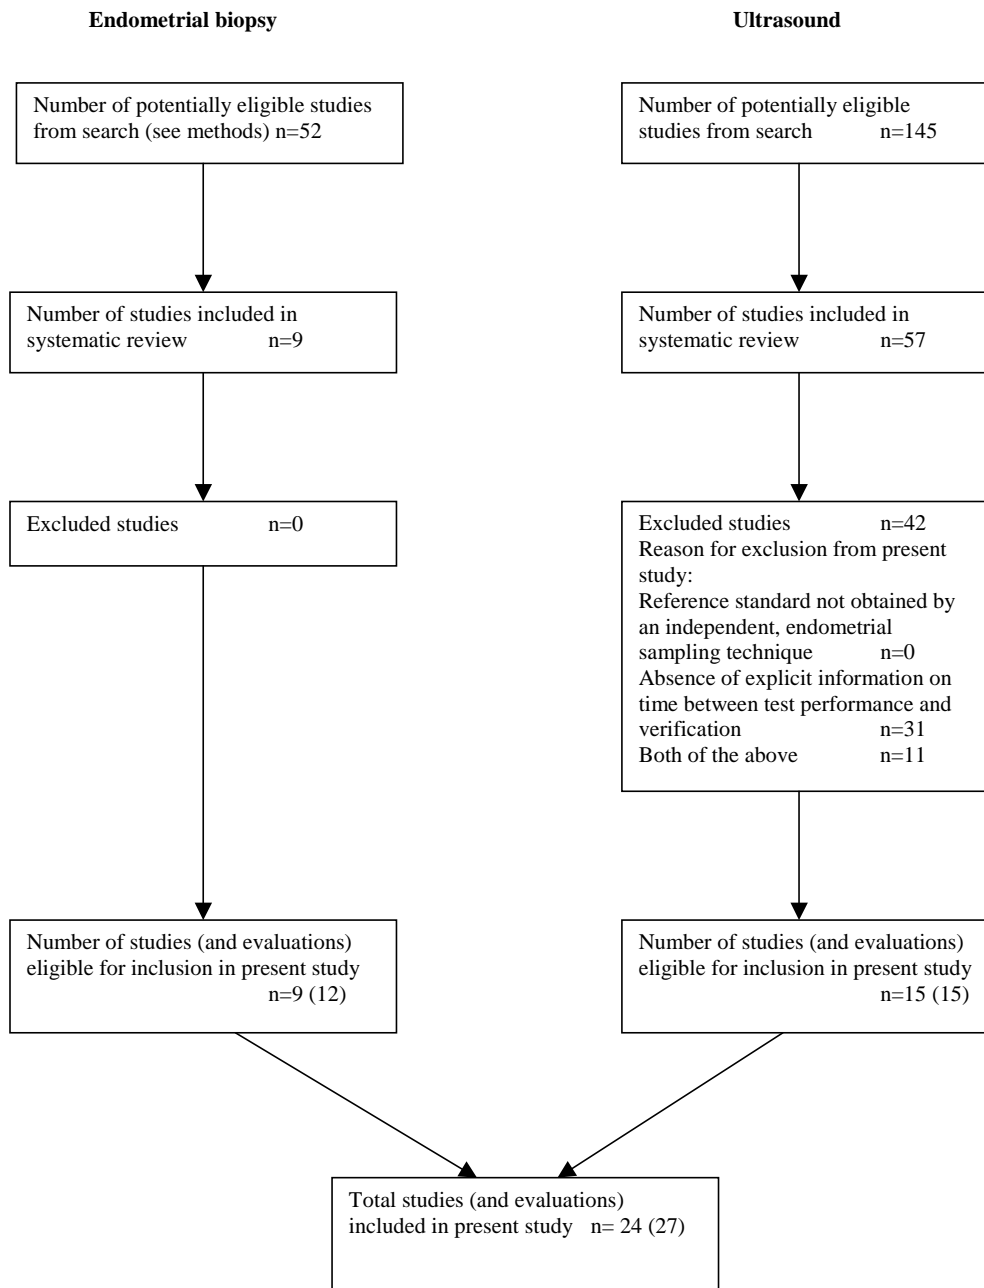 Endometrial biopsy
Ultrasound
Number of potentially eligible studies
from search (see methods) n=52
Number of potentially eligible
studies from search n=145
Number of studies included in
systematic review n=9
Number of studies included in
systematic review n=57
Excluded studies n=0
Excluded studies n=42
Reason for exclusion from present
study:
Reference standard not obtained by
an independent, endometrial
sampling technique n=0
Absence of explicit information on
time between test performance and
verification n=31
Both of the above n=11
Number of studies (and evaluations)
eligible for inclusion in present study
n=9 (12)
Number of studies (and evaluations)
eligible for inclusion in present study
n=15 (15)
Total studies (and evaluations)
included in present study n= 24 (27)